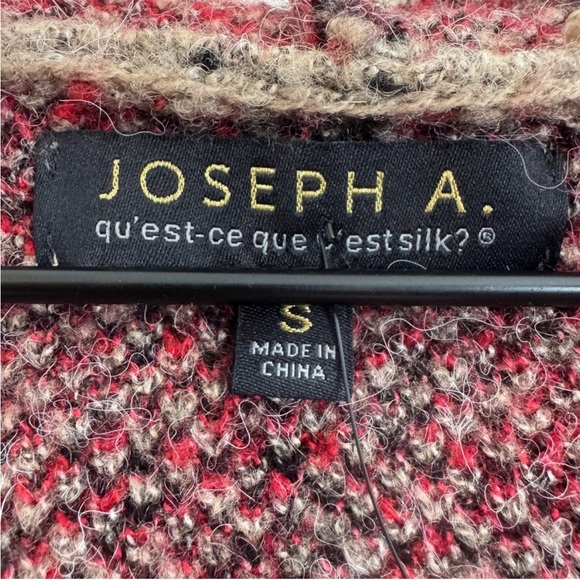 JOSEPH A.
qu'est-ce que c'est silk? ®
S
MADE IN
CHINA